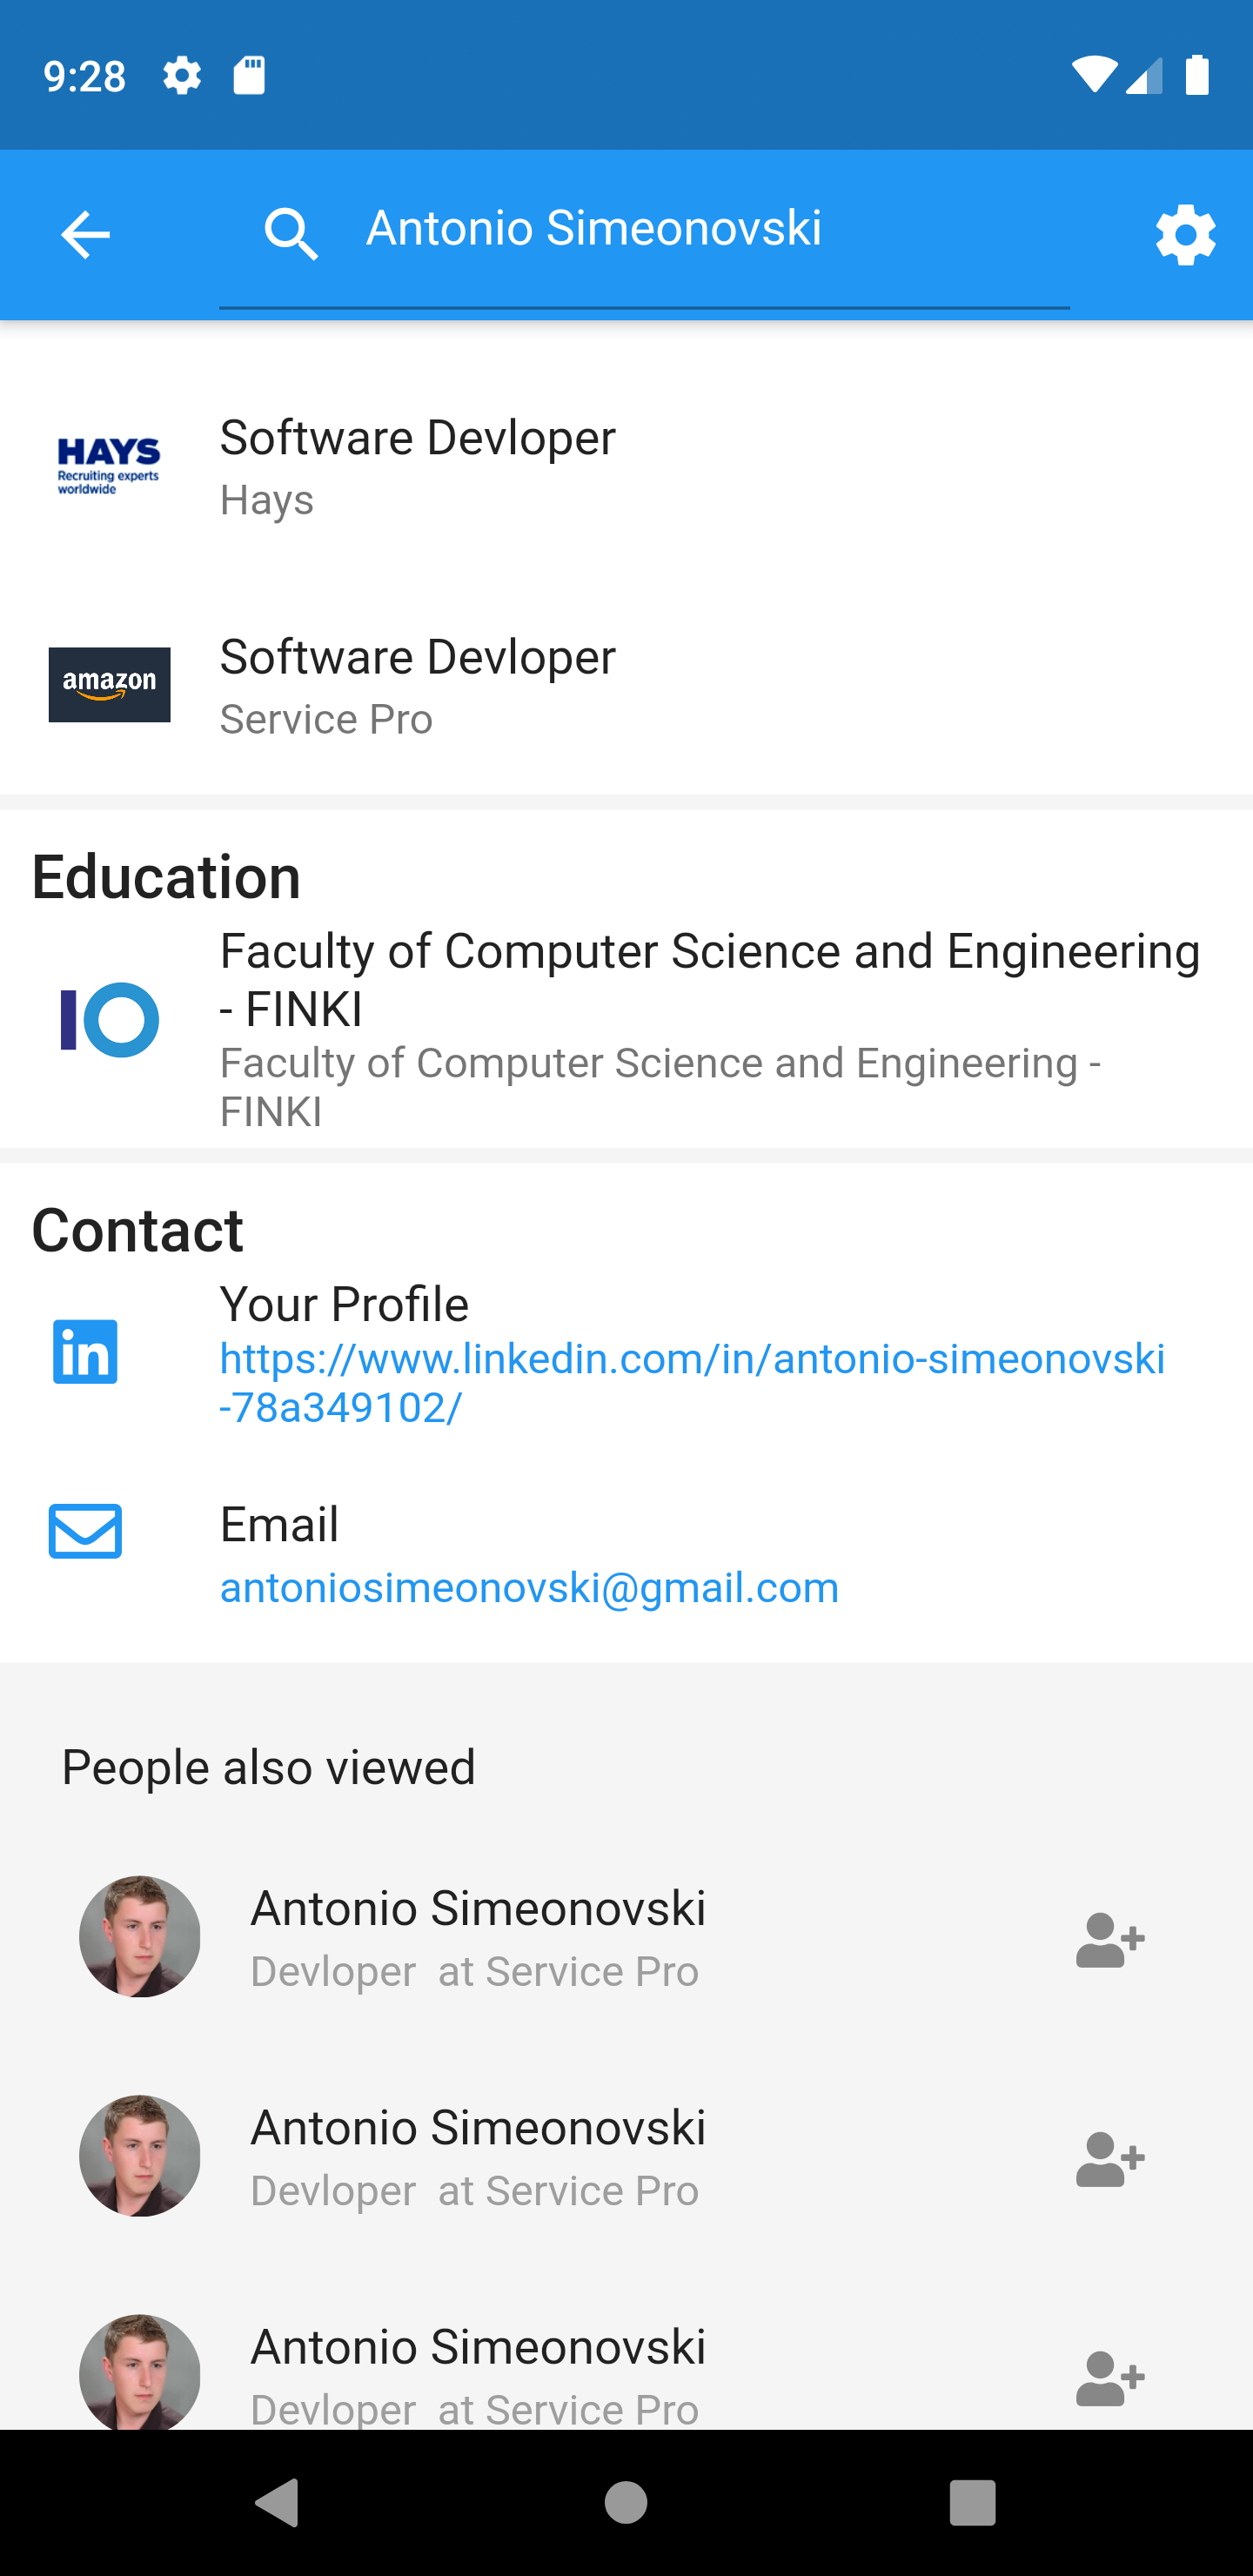 9:28
Antonio Simeonovski
Software Devloper
HAYS
Recruiting experts
worldwide
Hays
Software Devloper
amazon
Service Pro
Education
Faculty of Computer Science and Engineering
- FINKI
IO
Faculty of Computer Science and Engineering -
FINKI
Contact
Your Profile
in
https://www.linkedin.com/in/antonio-simeonovski
-78a349102/
Email
antoniosimeonovski@gmail.com
People also viewed
Antonio Simeonovski
Devloper  at Service Pro
Antonio Simeonovski
Devloper  at Service Pro
Antonio Simeonovski
Devloper  at Service Pro